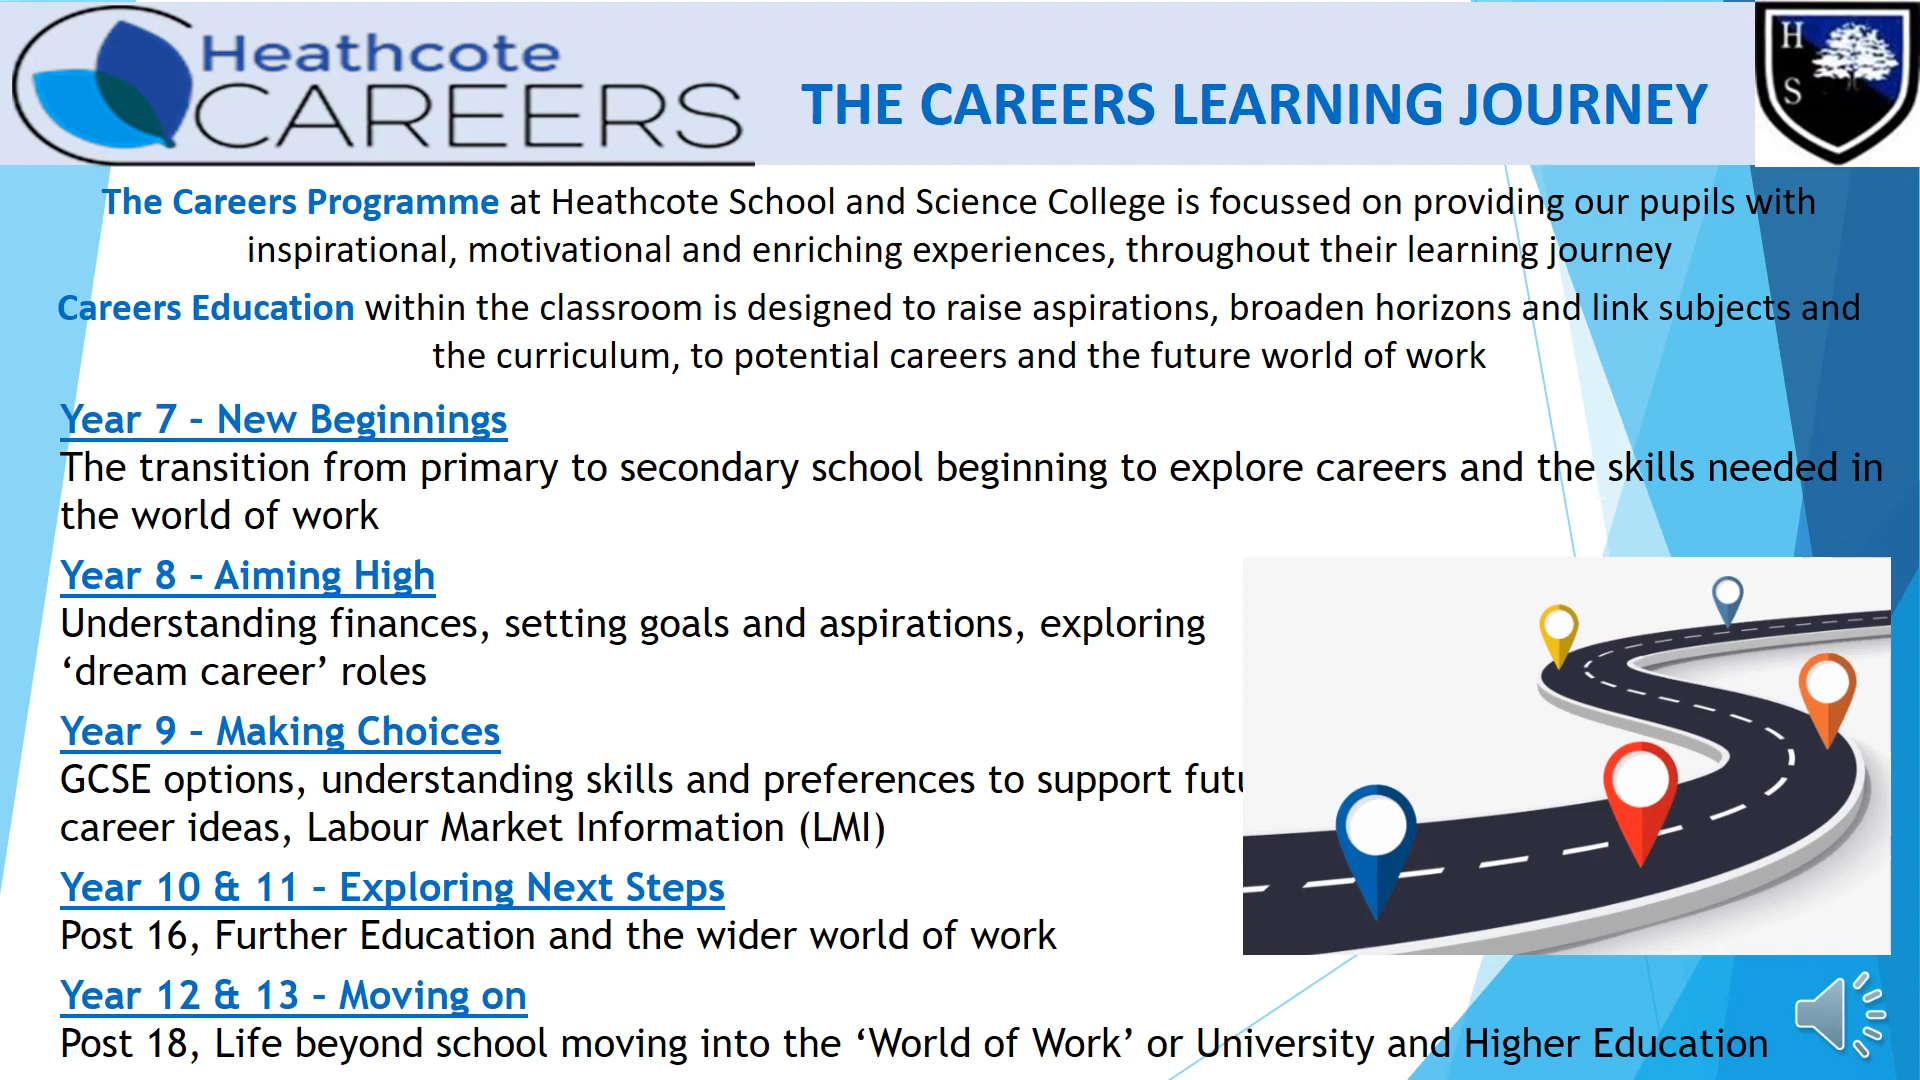 Heathcote
CAREERS
THE CAREERS LEARNING JOURNEY
H
S
The Careers Programme at Heathcote School and Science College is focussed on providing our pupils with
inspirational, motivational and enriching experiences, throughout their learning journey
Careers Education within the classroom is designed to raise aspirations, broaden horizons and link subjects and
the curriculum, to potential careers and the future world of work
Year 7 – New Beginnings
The transition from primary to secondary school beginning to explore careers and the skills needed in
the world of work
Year 8 – Aiming High
Understanding finances, setting goals and aspirations, exploring
‘dream career’ roles
Year 9 – Making Choices
GCSE options, understanding skills and preferences to support
career ideas, Labour Market Information (LMI)
Year 10 & 11 – Exploring Next Steps
Post 16, Further Education and the wider world of work
Year 12 & 13 – Moving on
Post 18, Life beyond school moving into the ‘World of Work’ or University and Higher Education